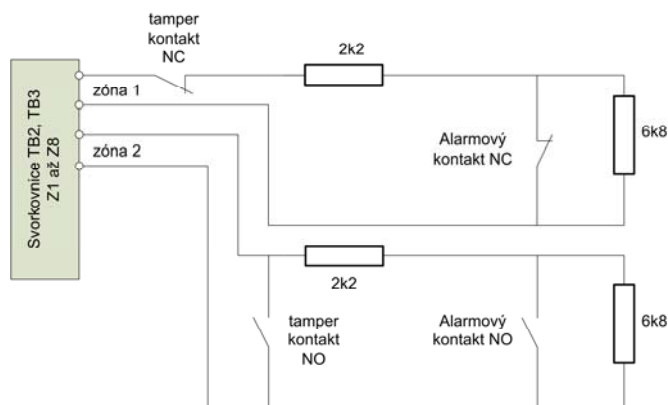 tamper
kontakt
NC
2k2
Svorkovnice TB2, TB3
Z1 až Z8
zóna 1
zóna 2
Alarmový
kontakt NC
6k8
2k2
tamper
kontakt
NO
Alarmový
kontakt NO
6k8